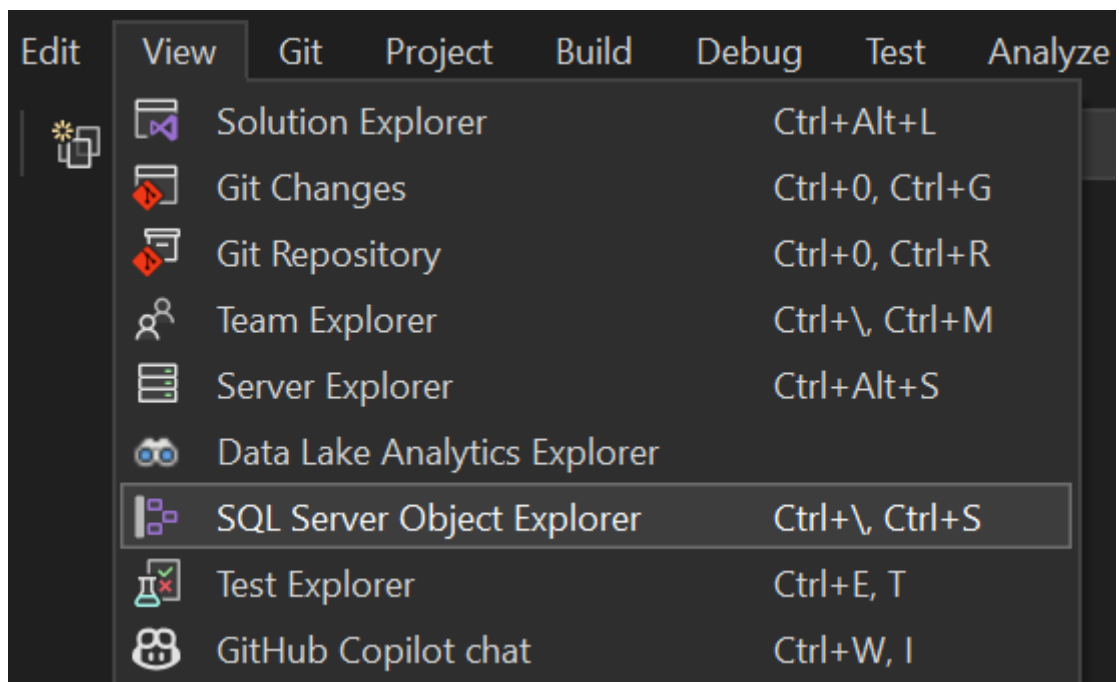 Edit View Git Project Build Debug Test Analyze
Solution Explorer Ctrl+Alt+L
Git Changes Ctrl+0, Ctrl+G
Git Repository Ctrl+0, Ctrl+R
Team Explorer Ctrl+\, Ctrl+M
Server Explorer Ctrl+Alt+S
Data Lake Analytics Explorer
SQL Server Object Explorer Ctrl+\, Ctrl+S
Test Explorer Ctrl+E, T
GitHub Copilot chat Ctrl+W, I